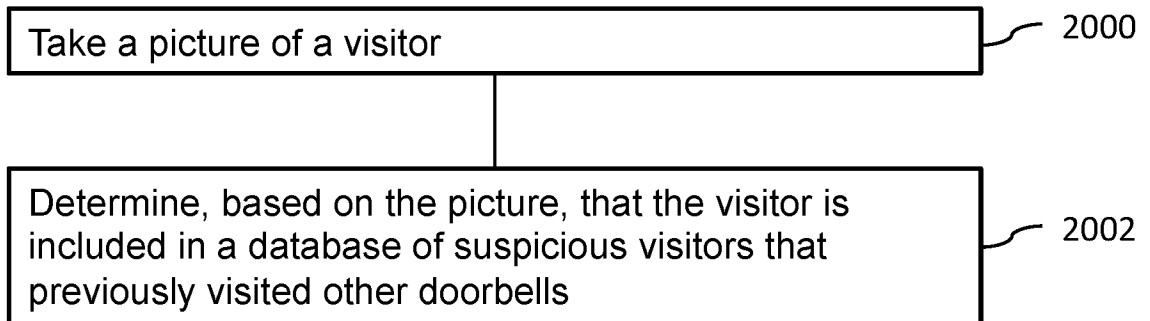 Take a picture of a visitor
2000
Determine, based on the picture, that the visitor is
included in a database of suspicious visitors that
2002
previously visited other doorbells